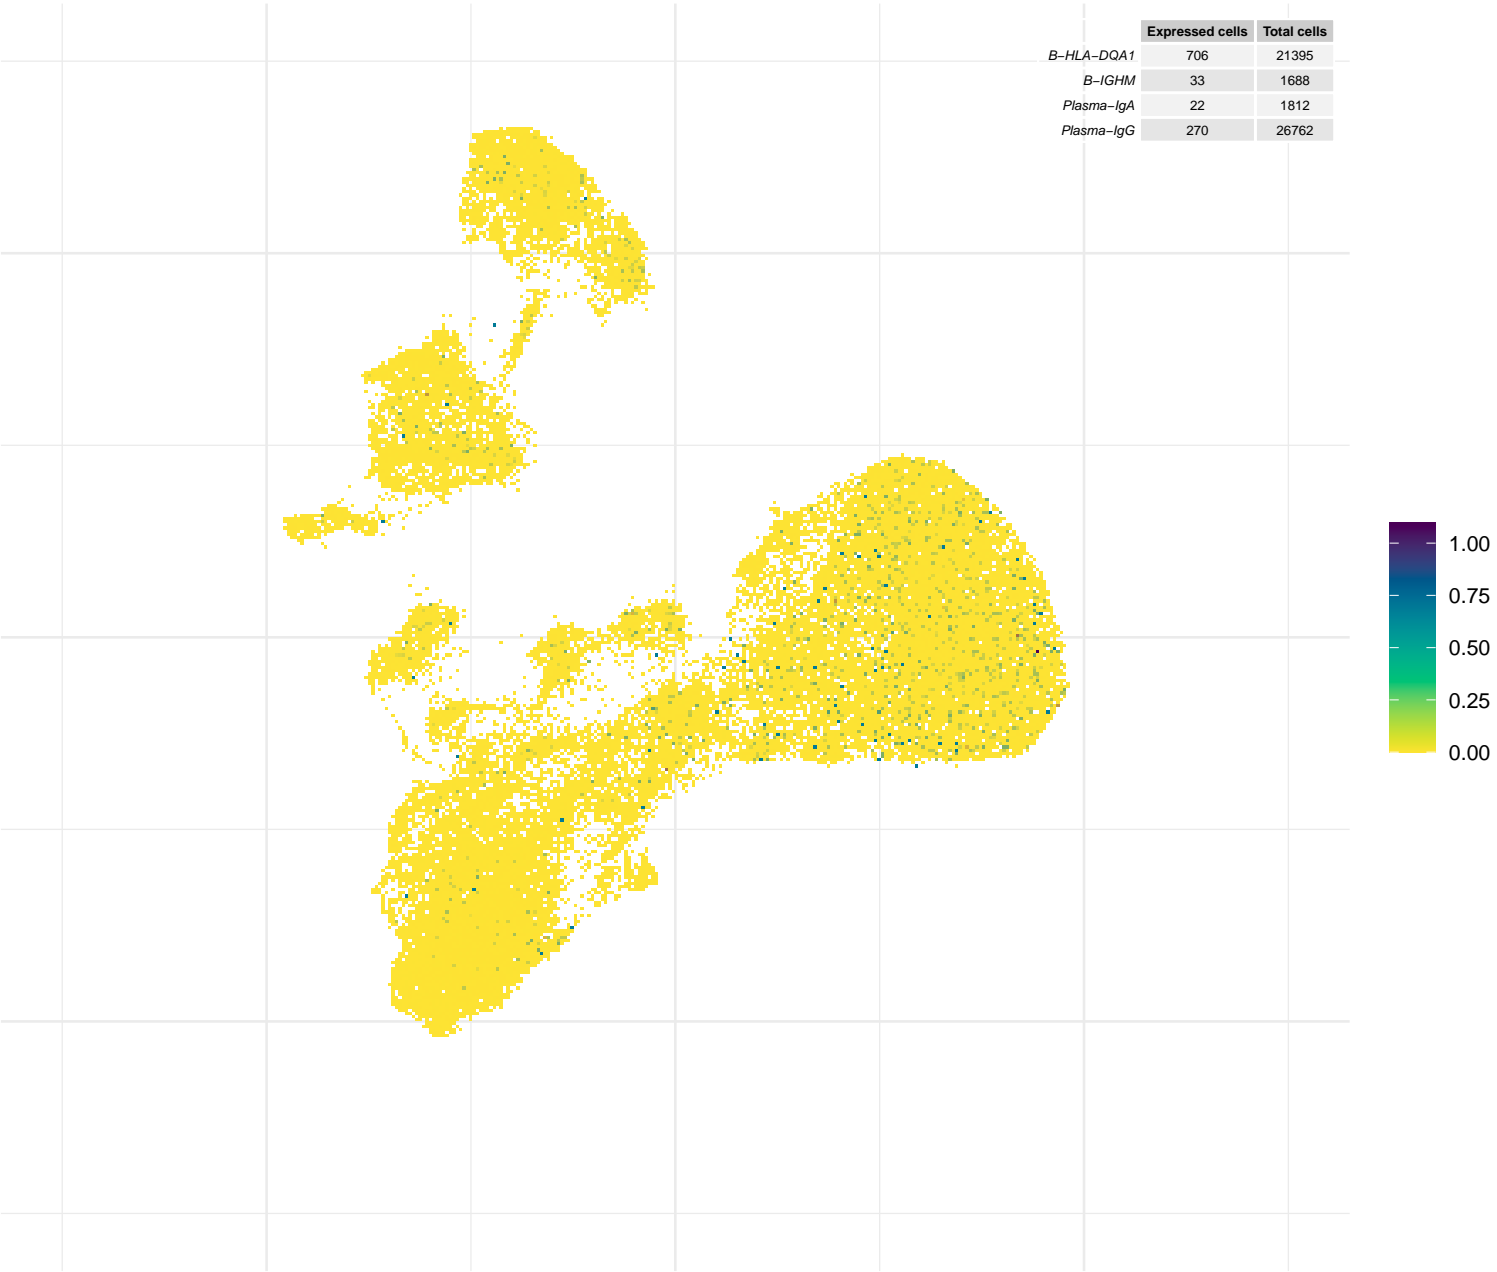 Expressed cells Total cells
B−HLA−DQA1 706 21395
B−IGHM 33 1688
Plasma−IgA 22 1812
Plasma−IgG 270 26762
1.00
0.75
0.50
0.25
0.00